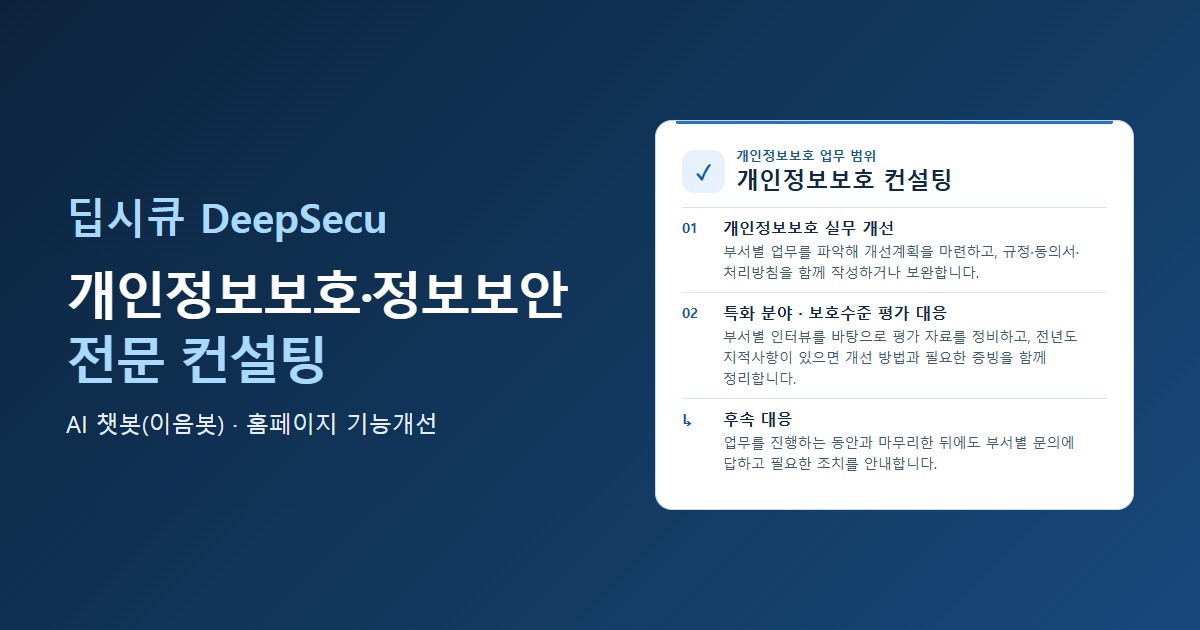 딥시큐 DeepSecu
개인정보보호·정보보안
전문 컨설팅
AI 챗봇(이음봇) · 홈페이지 기능개선
✓
개인정보보호 업무 범위
개인정보보호 컨설팅
01
개인정보보호 실무 개선
부서별 업무를 파악해 개선계획을 마련하고, 규정·동의서·
처리방침을 함께 작성하거나 보완합니다.
02
특화 분야 · 보호수준 평가 대응
부서별 인터뷰를 바탕으로 평가 자료를 정비하고, 전년도
지적사항이 있으면 개선 방법과 필요한 증빙을 함께
정리합니다.
↳
후속 대응
업무를 진행하는 동안과 마무리한 뒤에도 부서별 문의에
답하고 필요한 조치를 안내합니다.